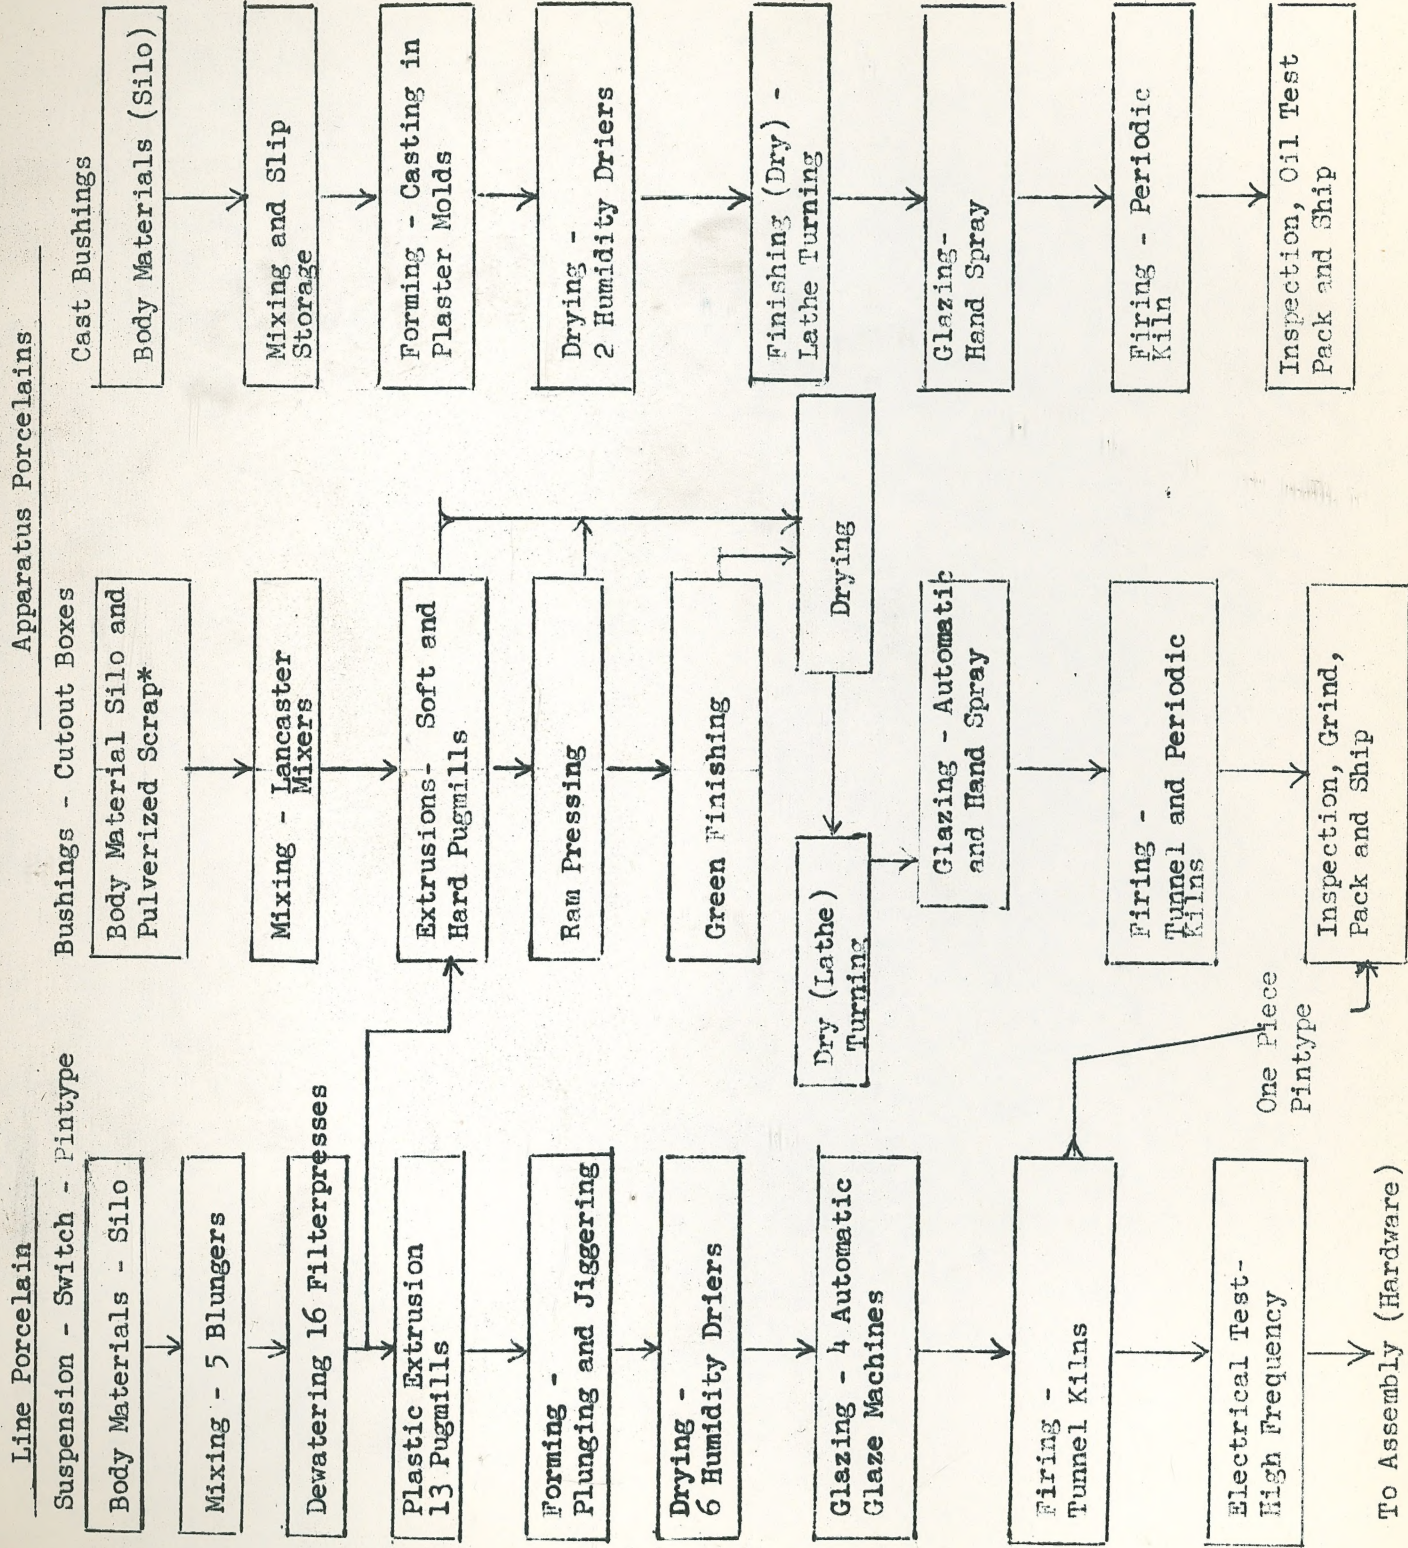 Line Porcelain
Suspension - Switch - Pintype
Body Materials - Silo
Mixing - 5 Blungers
Dewatering 16 Filterpresses
Plastic Extrusion
13 Pugmills
Forming -
Plunging and Jiggering
Drying -
6 Humidity Driers
Glazing - 4 Automatic
Glaze Machines
Firing -
Tunnel Kilns
One Piece
Pintype
Electrical Test-
High Frequency
To Assembly (Hardware)
Apparatus Porcelains
Bushings - Cutout Boxes
Body Material Silo and
Pulverized Scrap*
Mixing - Lancaster
Mixers
Extrusions- Soft and
Hard Pugmills
Ram Pressing
Green Finishing
Drying
Dry (Lathe)
Turning
Glazing - Automatic
and Hand Spray
Firing -
Tunnel and Periodic
Kilns
Inspection, Grind,
Pack and Ship
Cast Bushings
Body Materials (Silo)
Mixing and Slip
Storage
Forming - Casting in
Plaster Molds
Drying -
2 Humidity Driers
Finishing (Dry) -
Lathe Turning
Glazing-
Hand Spray
Firing - Periodic
Kiln
Inspection, Oil Test
Pack and Ship